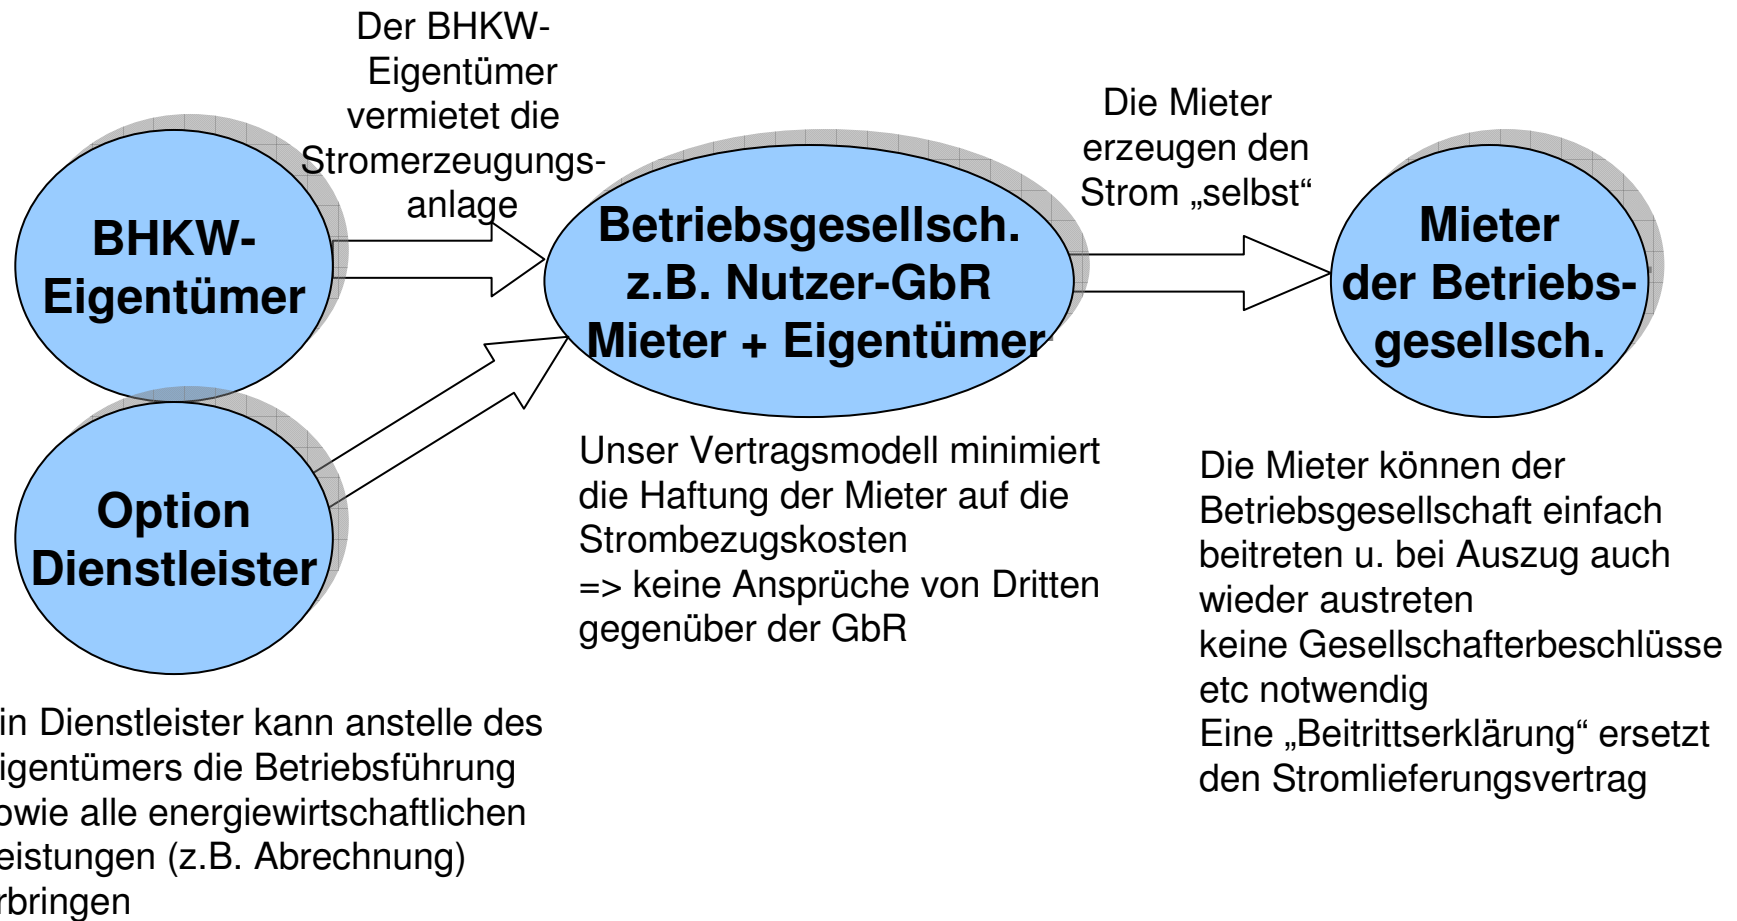 Der BHKW-
Eigentümer
vermietet die
Stromerzeugungs-
anlage
Die Mieter
erzeugen den
Strom „selbst“
BHKW-
Eigentümer
Betriebsgesellsch.
z.B. Nutzer-GbR
Mieter + Eigentümer
Mieter
der Betriebs-
gesellsch.
Option
Dienstleister
Unser Vertragsmodell minimiert
die Haftung der Mieter auf die
Strombezugskosten
=> keine Ansprüche von Dritten
gegenüber der GbR
Die Mieter können der
Betriebsgesellschaft einfach
beitreten u. bei Auszug auch
wieder austreten
keine Gesellschafterbeschlüsse
etc notwendig
Eine „Beitrittserklärung“ ersetzt
den Stromlieferungsvertrag
in Dienstleister kann anstelle des
igentümers die Betriebsführung
owie alle energiewirtschaftlichen
eistungen (z.B. Abrechnung)
rbringen